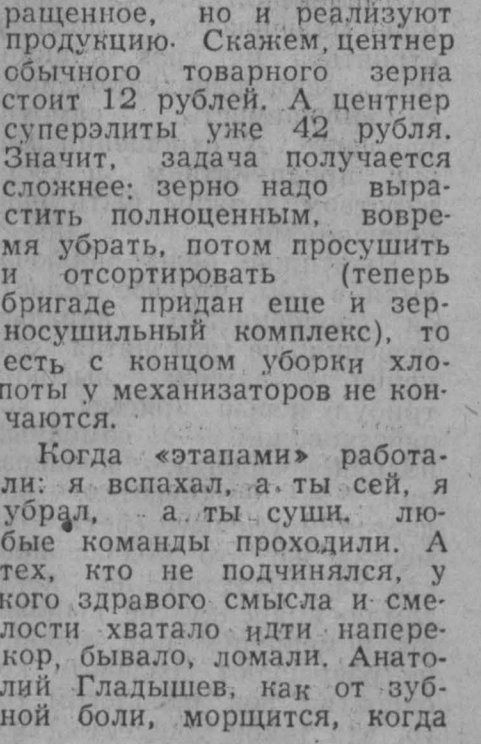 ращенное, но и реализуют
продукцию. Скажем, центнер
обычного товарного зерна
стоит 12 рублей. А центнер
суперэлиты уже 42 рубля.
Значит, задача получается
сложнее: зерно надо выра-
стить полноценным, вовре-
мя убрать, потом просушить
и отсортировать (теперь
бригаде придан еще и зер-
носушильный комплекс), то
есть с концом уборки хло-
поты у механизаторов не кон-
чаются.
Когда «этапами» работа-
ли: я вспахал, а ты сей, я
убрал, а ты суши. лю-
бые команды проходили. А
тех, кто не подчинялся, у
кого здравого смысла и сме-
лости хватало идти напере-
кор, бывало, ломали. Анато-
лий Гладышев, как от зуб-
ной боли, морщится, когда